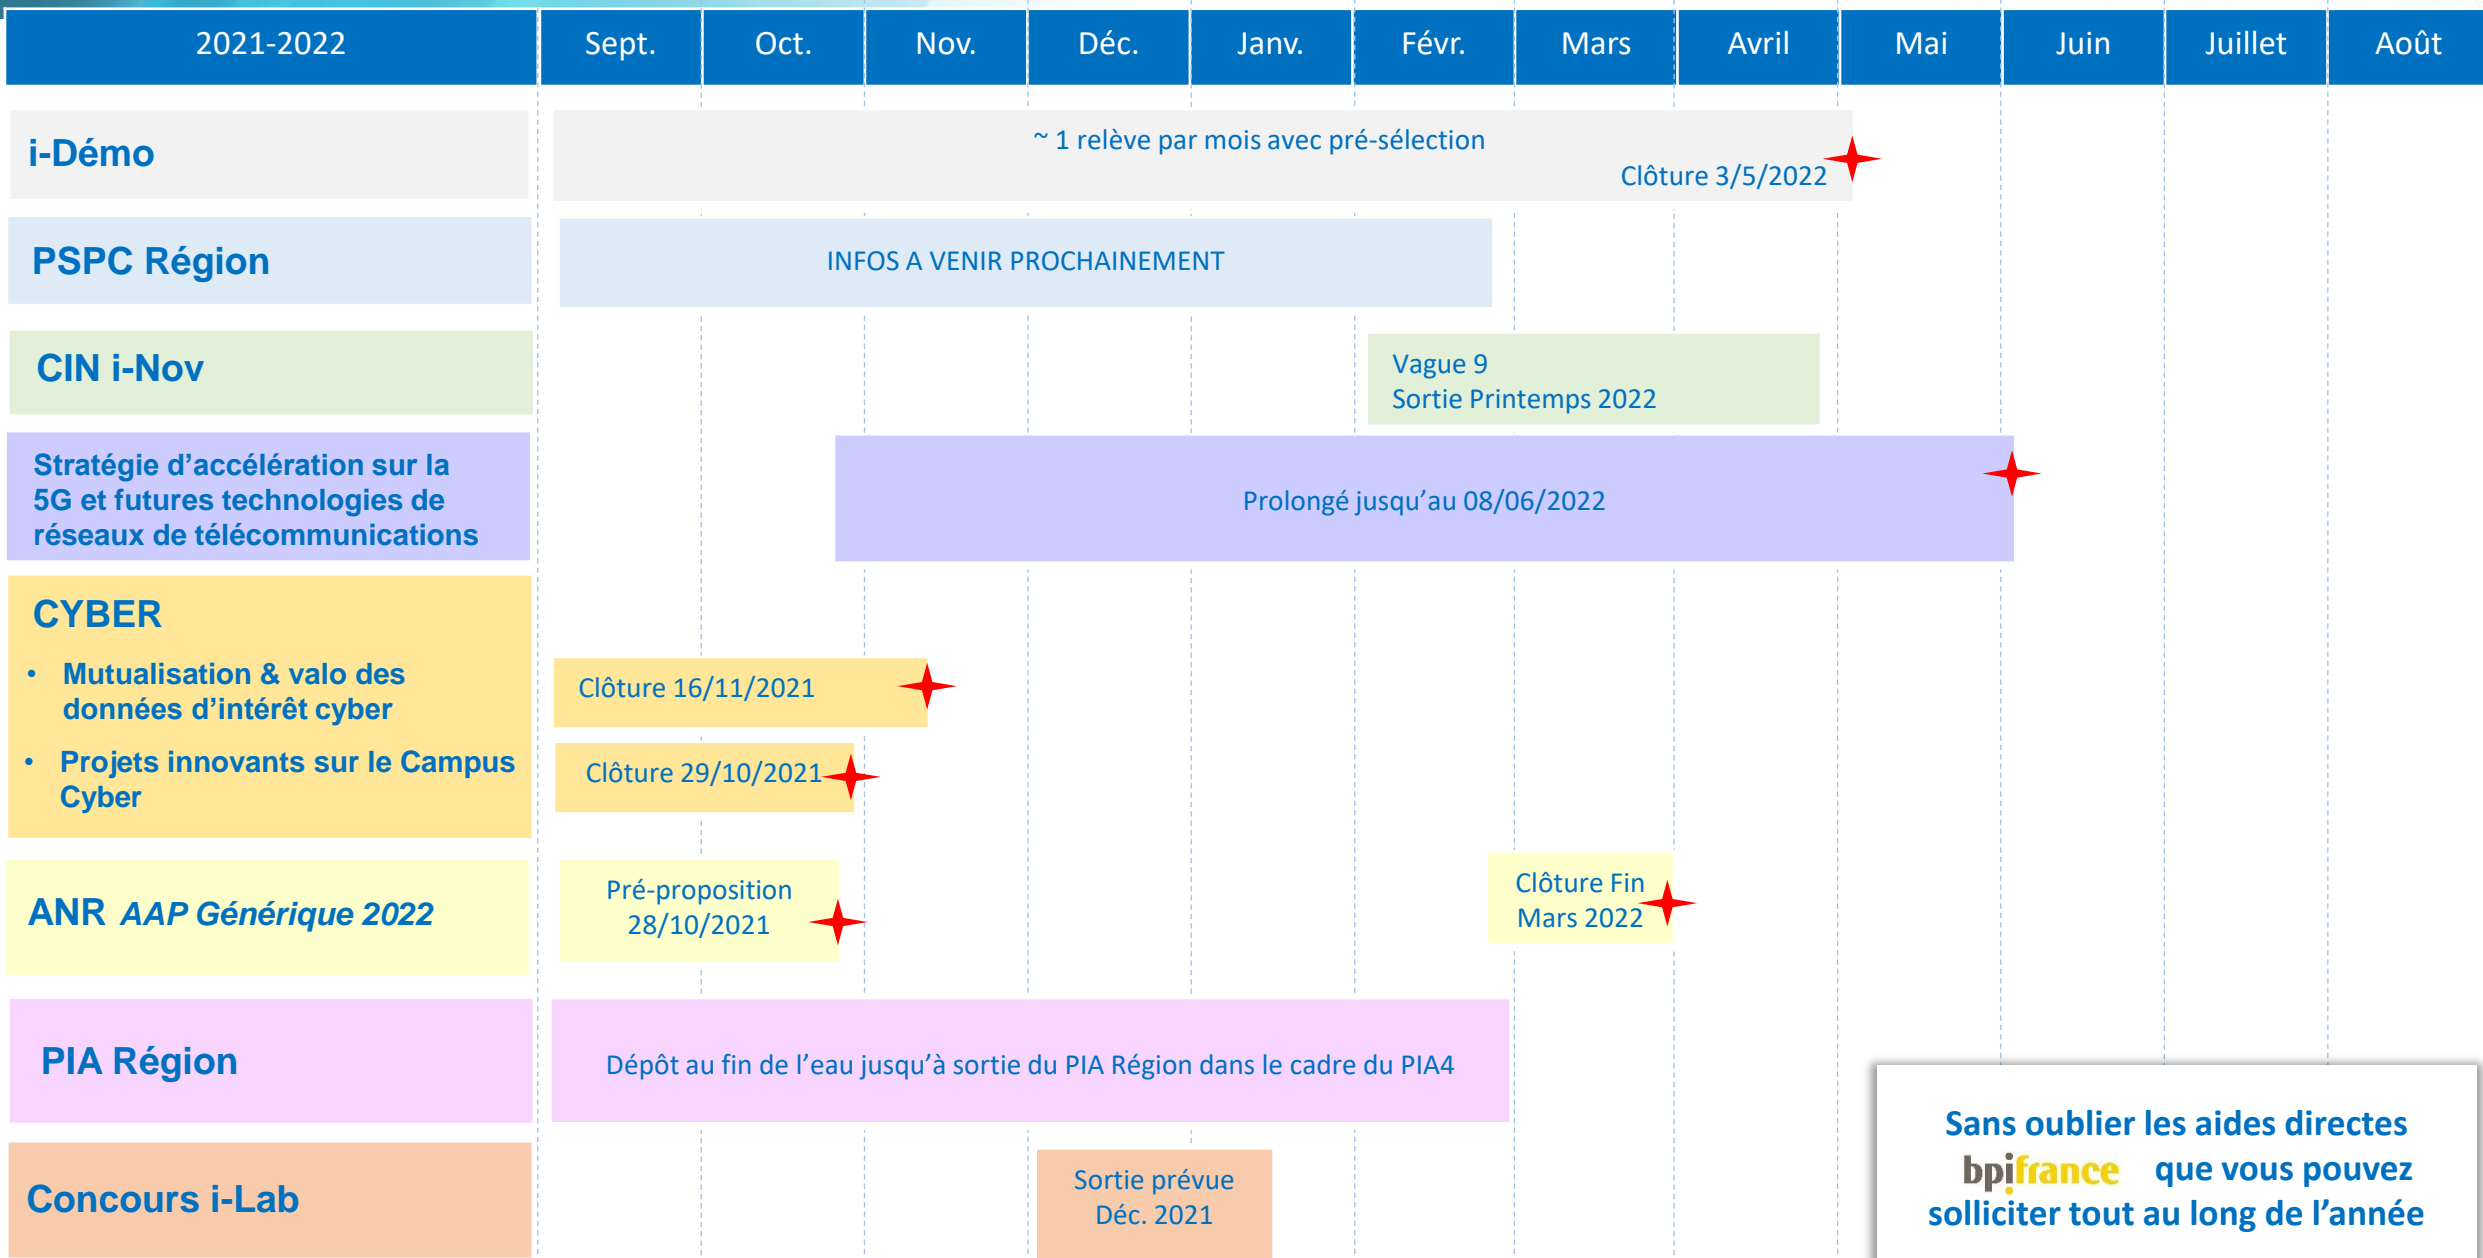 2021-2022 Sept. Oct. Nov. Déc. Janv. Févr. Mars Avril Mai Juin Juillet Août
i-Démo
~ 1 relève par mois avec pré-sélection
Clôture 3/5/2022
PSPC Région
INFOS A VENIR PROCHAINEMENT
CIN i-Nov
Vague 9
Sortie Printemps 2022
Stratégie d’accélération sur la
5G et futures technologies de
réseaux de télécommunications
Prolongé jusqu’au 08/06/2022
CYBER
• Mutualisation & valo des
données d’intérêt cyber
Clôture 16/11/2021
• Projets innovants sur le Campus
Cyber
Clôture 29/10/2021
ANR AAP Générique 2022
Pré-proposition
28/10/2021
Clôture Fin
Mars 2022
PIA Région
Dépôt au fin de l’eau jusqu’à sortie du PIA Région dans le cadre du PIA4
Concours i-Lab
Sortie prévue
Déc. 2021
Sans oublier les aides directes
bpifrance que vous pouvez
solliciter tout au long de l’année